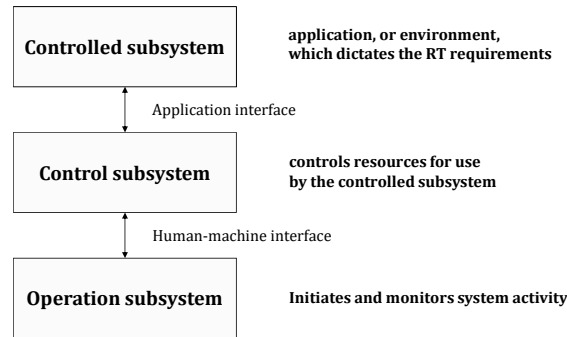 Controlled subsystem
application, or environment,
which dictates the RT requirements
Application interface
Control subsystem
controls resources for use
by the controlled subsystem
Human-machine interface
Operation subsystem
Initiates and monitors system activity